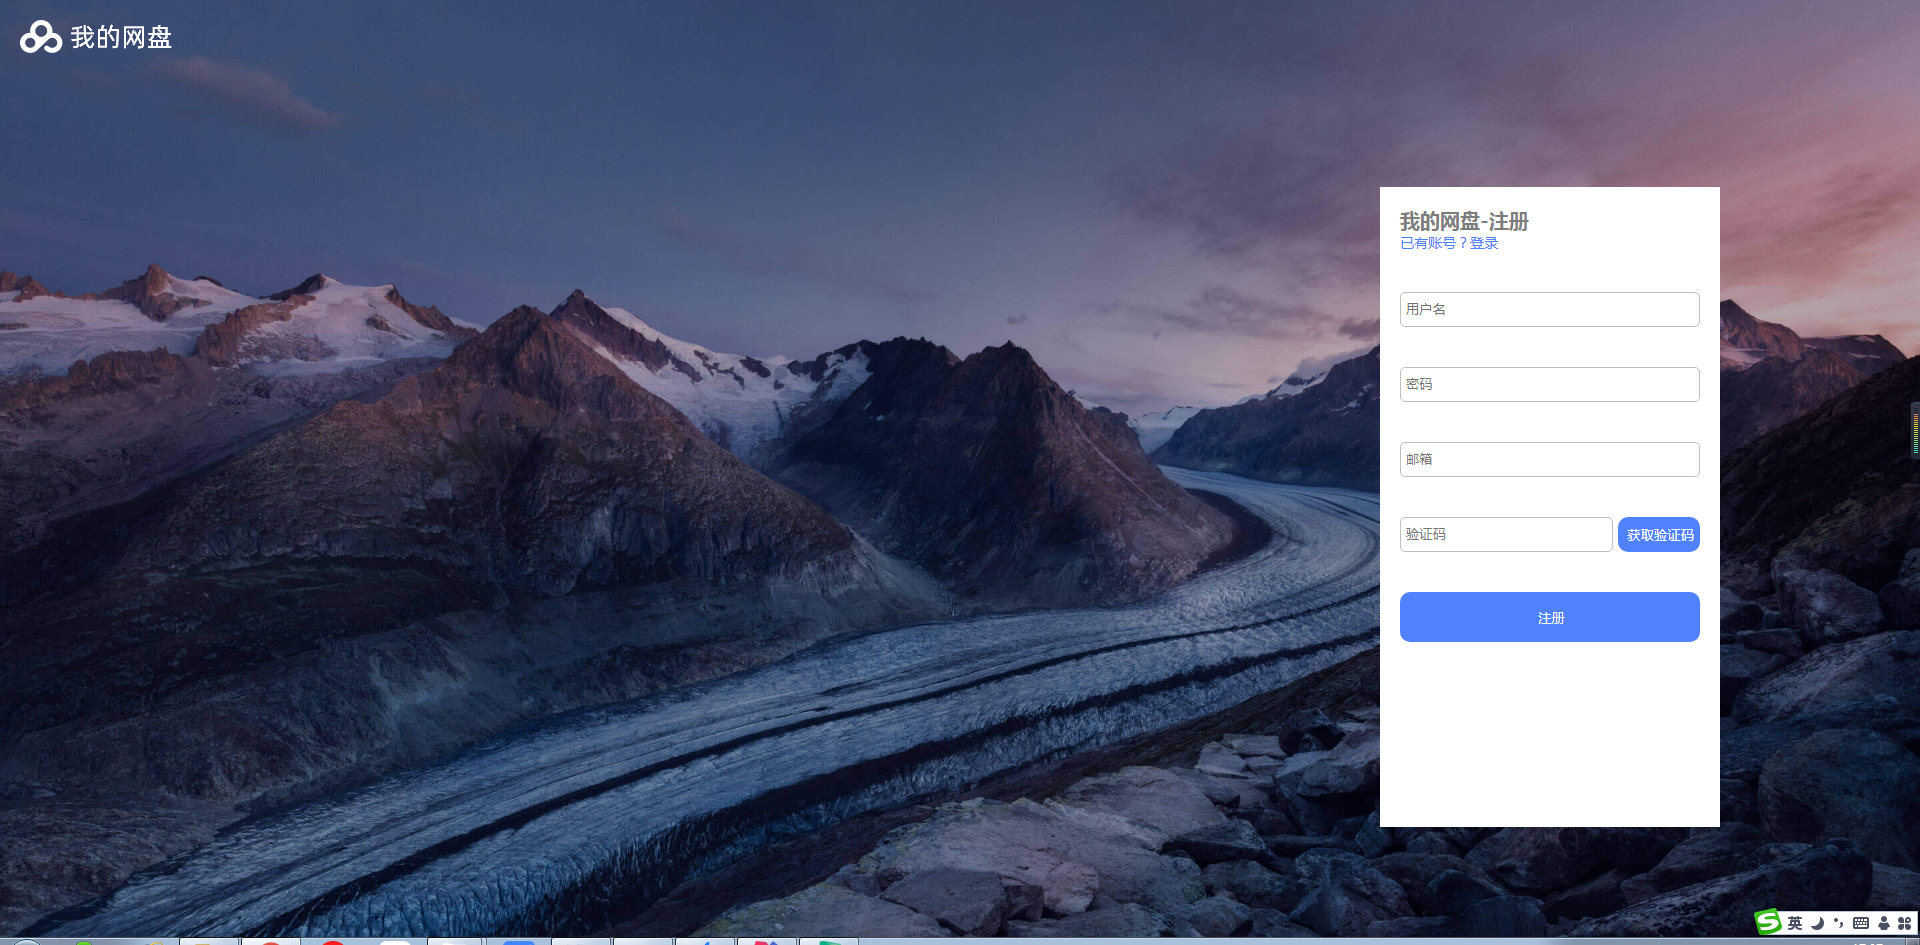 我的网盘
我的网盘-注册
已有账号？登录
用户名
密码
邮箱
验证码
获取验证码
注册
英